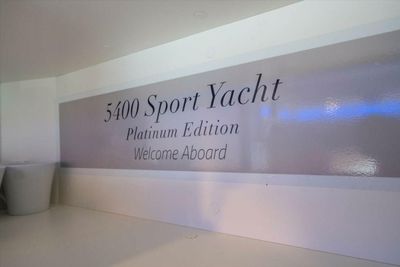 5400 Sport Yacht
Platinum Edition
Welcome Aboard